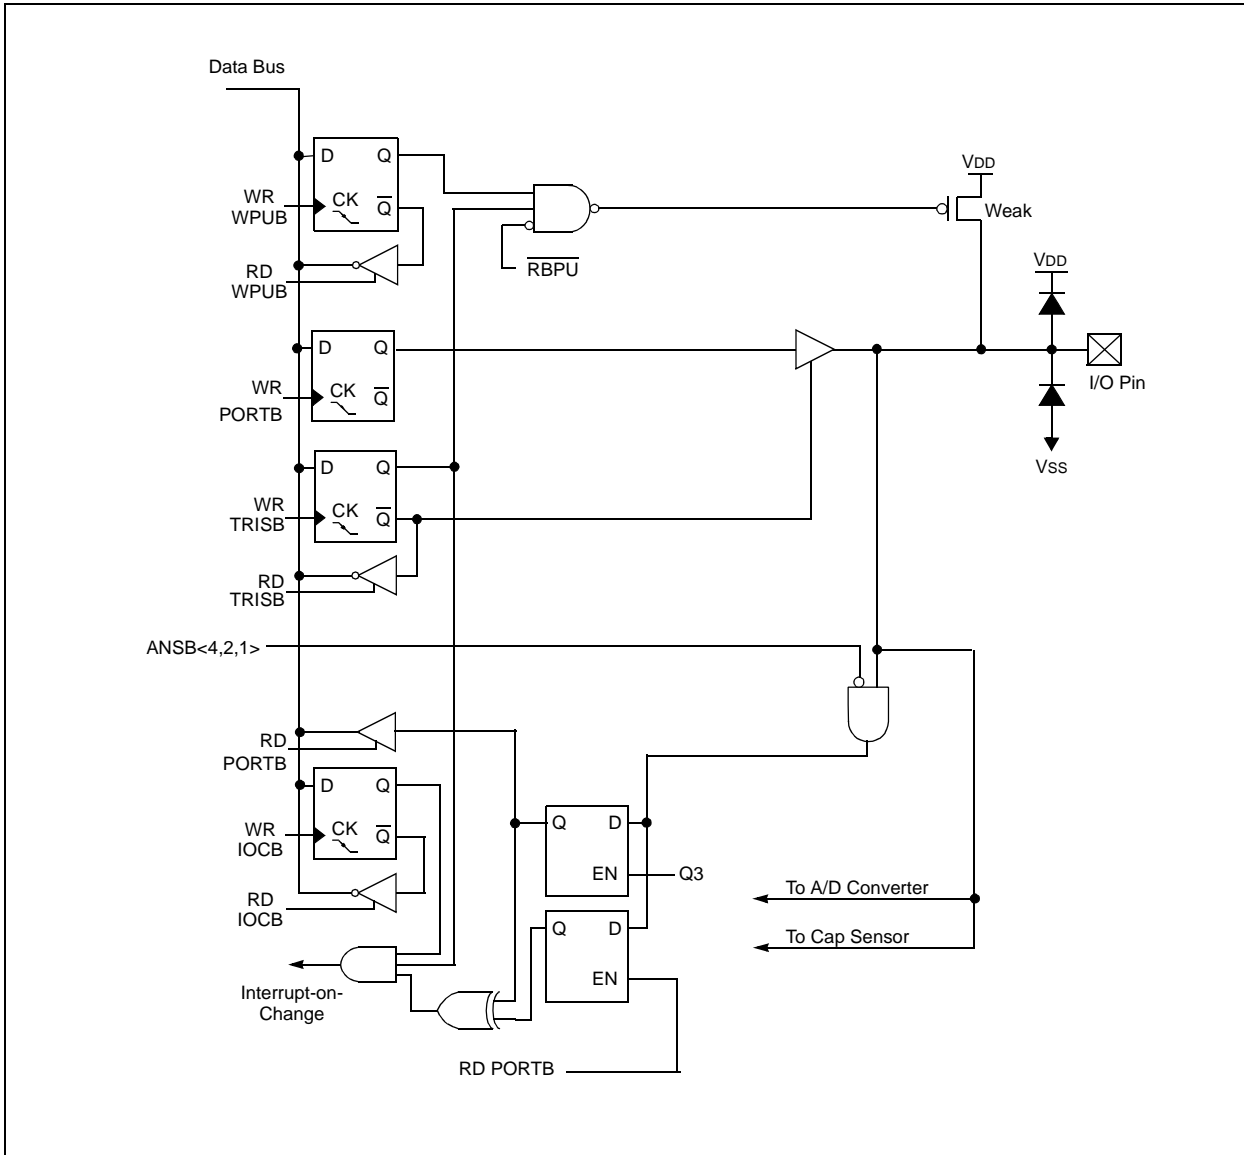 Data Bus
D Q
WR
WPUB
CK Q̅
RD
WPUB
R̅B̅P̅U̅
VDD
Weak
VDD
I/O Pin
VSS
D Q
WR
PORTB
CK Q̅
D Q
WR
TRISB
CK Q̅
RD
TRISB
ANSB<4,2,1>
RD
PORTB
D Q
WR
IOCB
CK Q̅
RD
IOCB
Q D
EN
Q3
Q D
EN
To A/D Converter
To Cap Sensor
Interrupt-on-
Change
RD PORTB